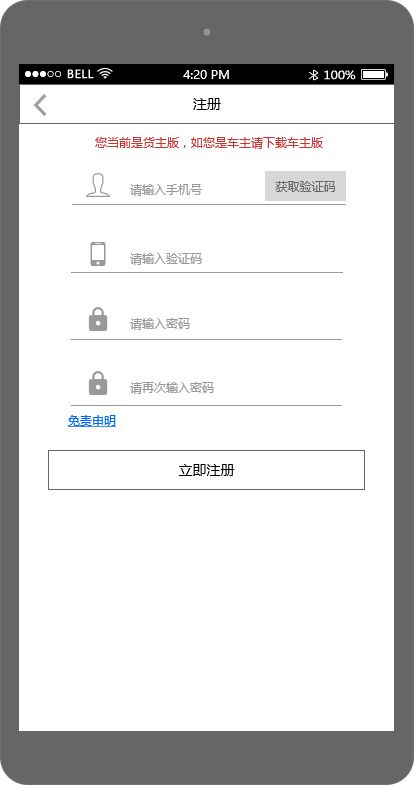 BELL 4:20 PM 100%
注册
您当前是货主版，如您是车主请下载车主版
请输入手机号 获取验证码
请输入验证码
请输入密码
请再次输入密码
免责申明
立即注册